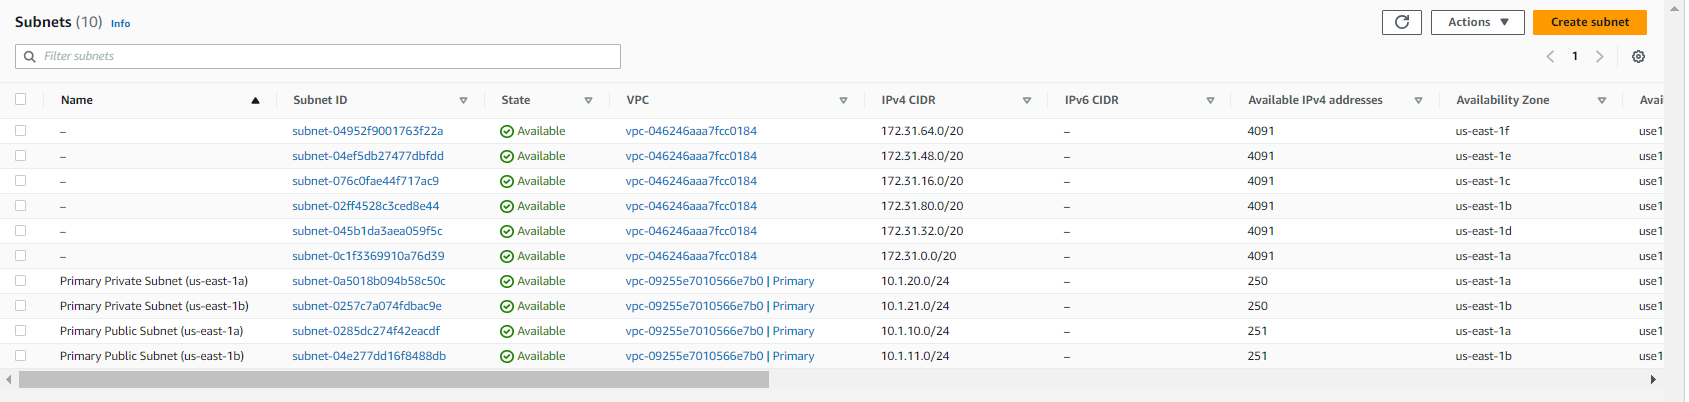 Subnets (10) Info
Actions
Create subnet
Filter subnets
1
Name Subnet ID State VPC IPv4 CIDR IPv6 CIDR Available IPv4 addresses Availability Zone Avai
– subnet-04952f9001763f22a Available vpc-046246aaa7fcc0184 172.31.64.0/20 – 4091 us-east-1f use1
– subnet-04ef5db27477dbfdd Available vpc-046246aaa7fcc0184 172.31.48.0/20 – 4091 us-east-1e use1
– subnet-076c0fae44f717ac9 Available vpc-046246aaa7fcc0184 172.31.16.0/20 – 4091 us-east-1c use1
– subnet-02ff4528c3ced8e44 Available vpc-046246aaa7fcc0184 172.31.80.0/20 – 4091 us-east-1b use1
– subnet-045b1da3aea059f5c Available vpc-046246aaa7fcc0184 172.31.32.0/20 – 4091 us-east-1d use1
– subnet-0c1f3369910a76d39 Available vpc-046246aaa7fcc0184 172.31.0.0/20 – 4091 us-east-1a use1
Primary Private Subnet (us-east-1a) subnet-0a5018b094b58c50c Available vpc-09255e7010566e7b0 | Primary 10.1.20.0/24 – 250 us-east-1a use1
Primary Private Subnet (us-east-1b) subnet-0257c7a074fdbac9e Available vpc-09255e7010566e7b0 | Primary 10.1.21.0/24 – 250 us-east-1b use1
Primary Public Subnet (us-east-1a) subnet-0285dc274f42eacdf Available vpc-09255e7010566e7b0 | Primary 10.1.10.0/24 – 251 us-east-1a use1
Primary Public Subnet (us-east-1b) subnet-04e277dd16f8488db Available vpc-09255e7010566e7b0 | Primary 10.1.11.0/24 – 251 us-east-1b use1